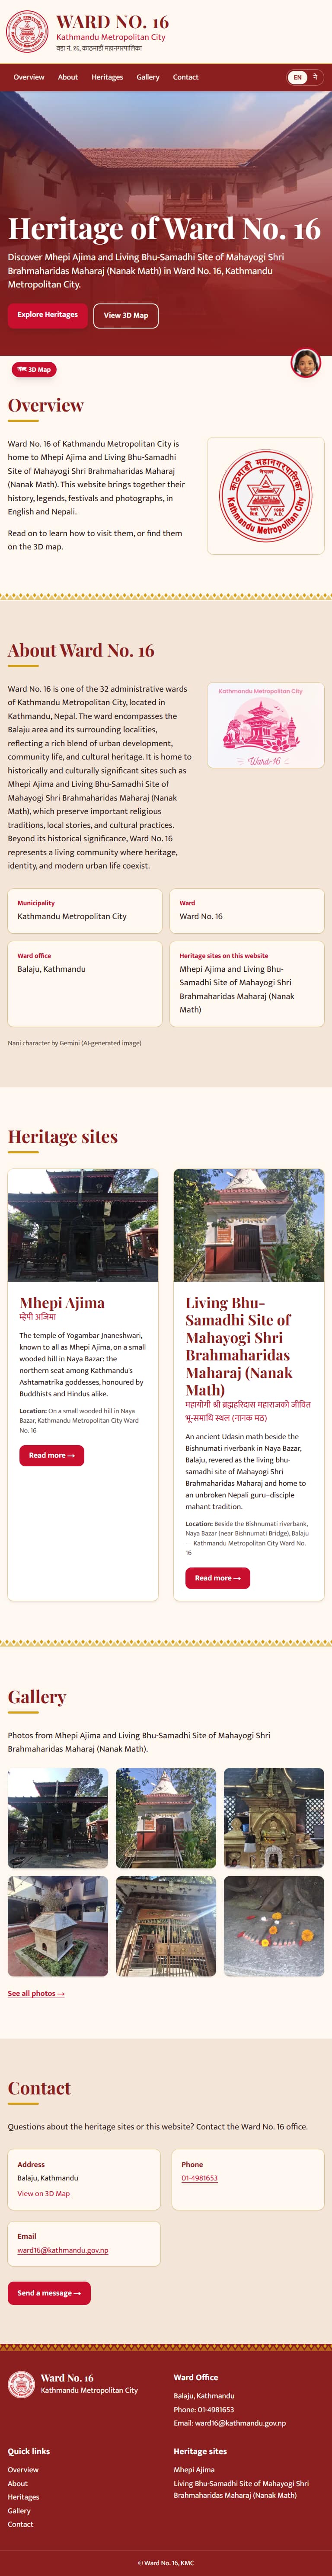 WARD NO. 16
Kathmandu Metropolitan City
वडा नं. १६, काठमाडौँ महानगरपालिका
Overview
About
Heritages
Gallery
Contact
EN
ने
Heritage of Ward No. 16
Discover Mhepi Ajima and Living Bhu-Samadhi Site of Mahayogi Shri
Brahmaharidas Maharaj (Nanak Math) in Ward No. 16, Kathmandu
Metropolitan City.
Explore Heritages
View 3D Map
3D Map
Overview
Ward No. 16 of Kathmandu Metropolitan City is
home to Mhepi Ajima and Living Bhu-Samadhi
Site of Mahayogi Shri Brahmaharidas Maharaj
(Nanak Math). This website brings together their
history, legends, festivals and photographs, in
English and Nepali.
Read on to learn how to visit them, or find them
on the 3D map.
काठमाडौँ महानगरपालिका
नेपाल
1995
A.D.
NEPAL
Kathmandu Metropolitan City
About Ward No. 16
Ward No. 16 is one of the 32 administrative wards
of Kathmandu Metropolitan City, located in
Kathmandu, Nepal. The ward encompasses the
Balaju area and its surrounding localities,
reflecting a rich blend of urban development,
community life, and cultural heritage. It is home to
historically and culturally significant sites such as
Mhepi Ajima and Living Bhu-Samadhi Site of
Mahayogi Shri Brahmaharidas Maharaj (Nanak
Math), which preserve important religious
traditions, local stories, and cultural practices.
Beyond its historical significance, Ward No. 16
represents a living community where heritage,
identity, and modern urban life coexist.
Kathmandu Metropolitan City
Ward-16
Municipality
Kathmandu Metropolitan City
Ward
Ward No. 16
Ward office
Balaju, Kathmandu
Heritage sites on this website
Mhepi Ajima and Living Bhu-
Samadhi Site of Mahayogi Shri
Brahmaharidas Maharaj (Nanak
Math)
Nani character by Gemini (AI-generated image)
Heritage sites
Mhepi Ajima
म्हेपी अजिमा
The temple of Yogambar Jnaneshwari,
known to all as Mhepi Ajima, on a small
wooded hill in Naya Bazar: the
northern seat among Kathmandu's
Ashtamatrika goddesses, honoured by
Buddhists and Hindus alike.
Location: On a small wooded hill in Naya
Bazar, Kathmandu Metropolitan City Ward
No. 16
Read more →
Living Bhu-
Samadhi Site of
Mahayogi Shri
Brahmaharidas
Maharaj (Nanak
Math)
महायोगी श्री ब्रह्महरिदास महाराजको जीवित
भू-समाधि स्थल (नानक मठ)
An ancient Udasin math beside the
Bishnumati riverbank in Naya Bazar,
Balaju, revered as the living bhu-
samadhi site of Mahayogi Shri
Brahmaharidas Maharaj and home to
an unbroken Nepali guru–disciple
mahant tradition.
Location: Beside the Bishnumati riverbank,
Naya Bazar (near Bishnumati Bridge), Balaju
— Kathmandu Metropolitan City Ward No.
16
Read more →
Gallery
Photos from Mhepi Ajima and Living Bhu-Samadhi Site of Mahayogi Shri
Brahmaharidas Maharaj (Nanak Math).
See all photos →
Contact
Questions about the heritage sites or this website? Contact the Ward No. 16 office.
Address
Balaju, Kathmandu
View on 3D Map
Phone
01-4981653
Email
ward16@kathmandu.gov.np
Send a message →
Ward No. 16
Kathmandu Metropolitan City
Ward Office
Balaju, Kathmandu
Phone: 01-4981653
Email: ward16@kathmandu.gov.np
Quick links
Overview
About
Heritages
Gallery
Contact
Heritage sites
Mhepi Ajima
Living Bhu-Samadhi Site of Mahayogi Shri
Brahmaharidas Maharaj (Nanak Math)
© Ward No. 16, KMC